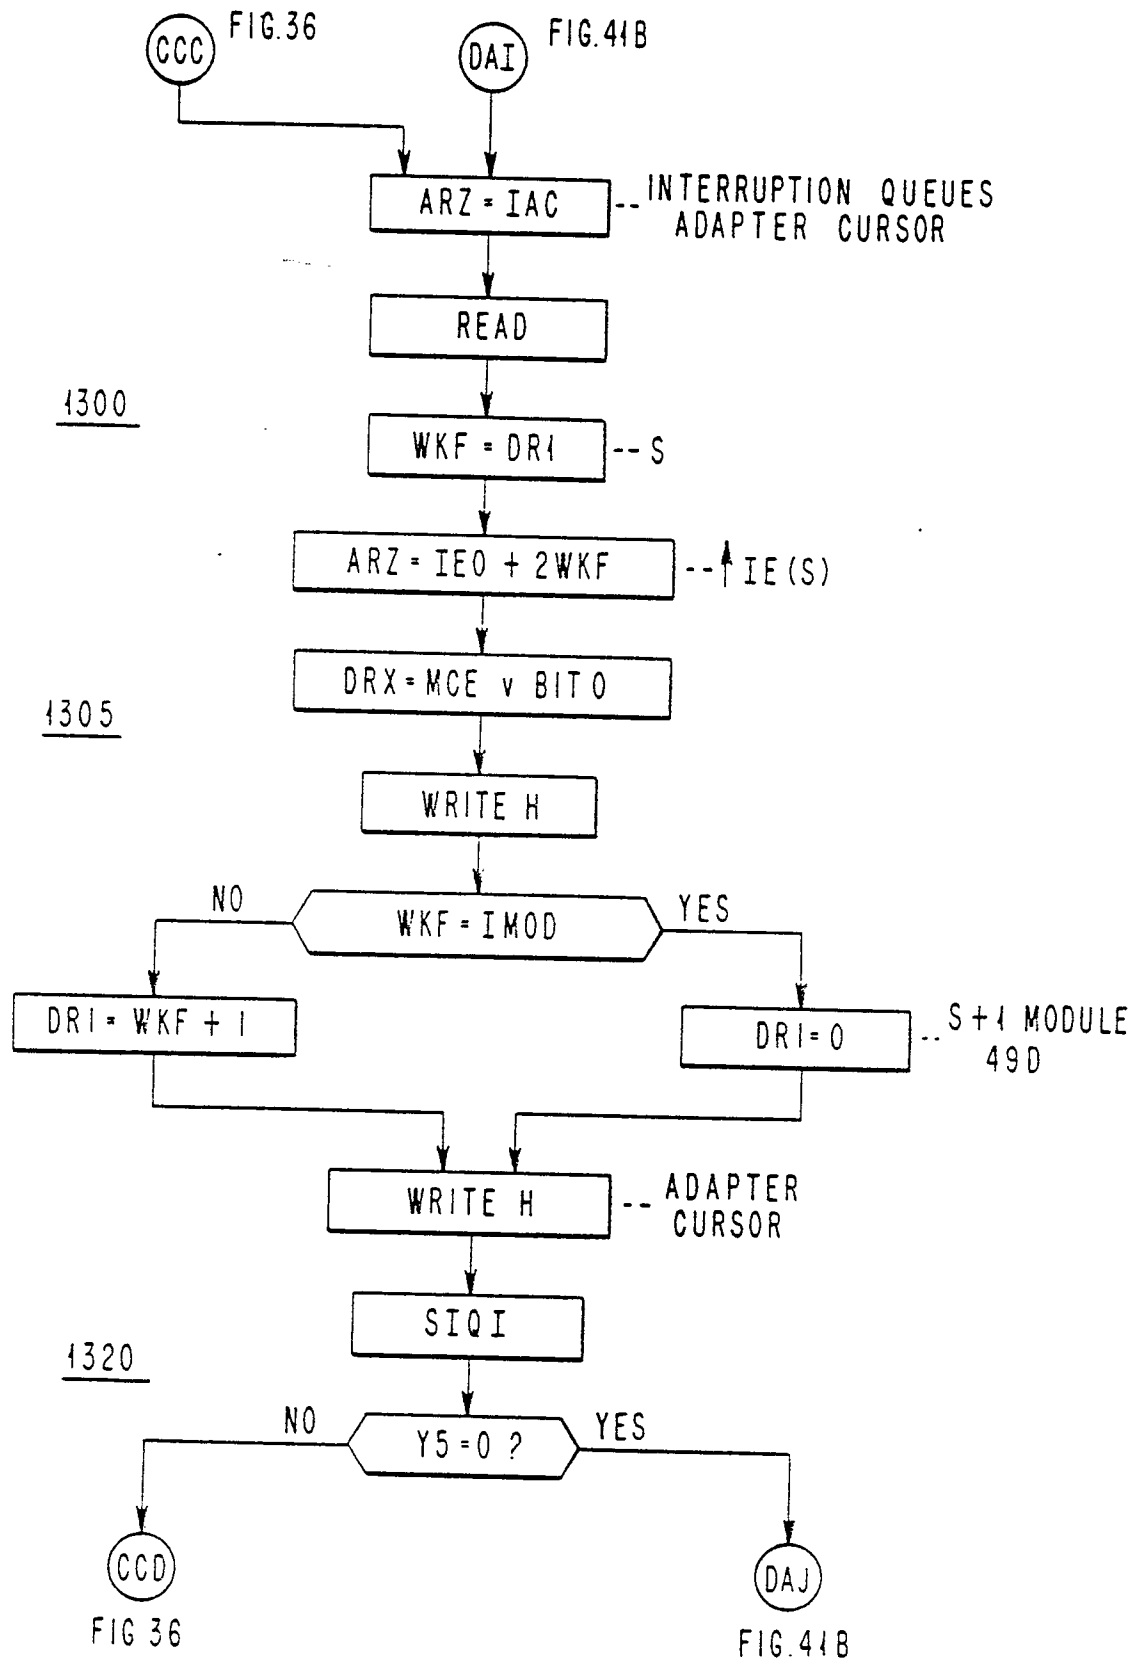 CCC FIG.36
DAI FIG.41B
ARZ = IAC -- INTERRUPTION QUEUES
ADAPTER CURSOR
READ
1300
WKF = DR1 -- S
ARZ = IE0 + 2WKF --↑ IE(S)
DRX = MCE v BIT 0
1305
WRITE H
NO WKF = IMOD YES
DR1 = WKF + 1
DR1 = 0 -- S+1 MODULE
49D
WRITE H -- ADAPTER
CURSOR
SIQI
1320
NO Y5 = 0 ? YES
CCD
DAJ
FIG 36
FIG.41B